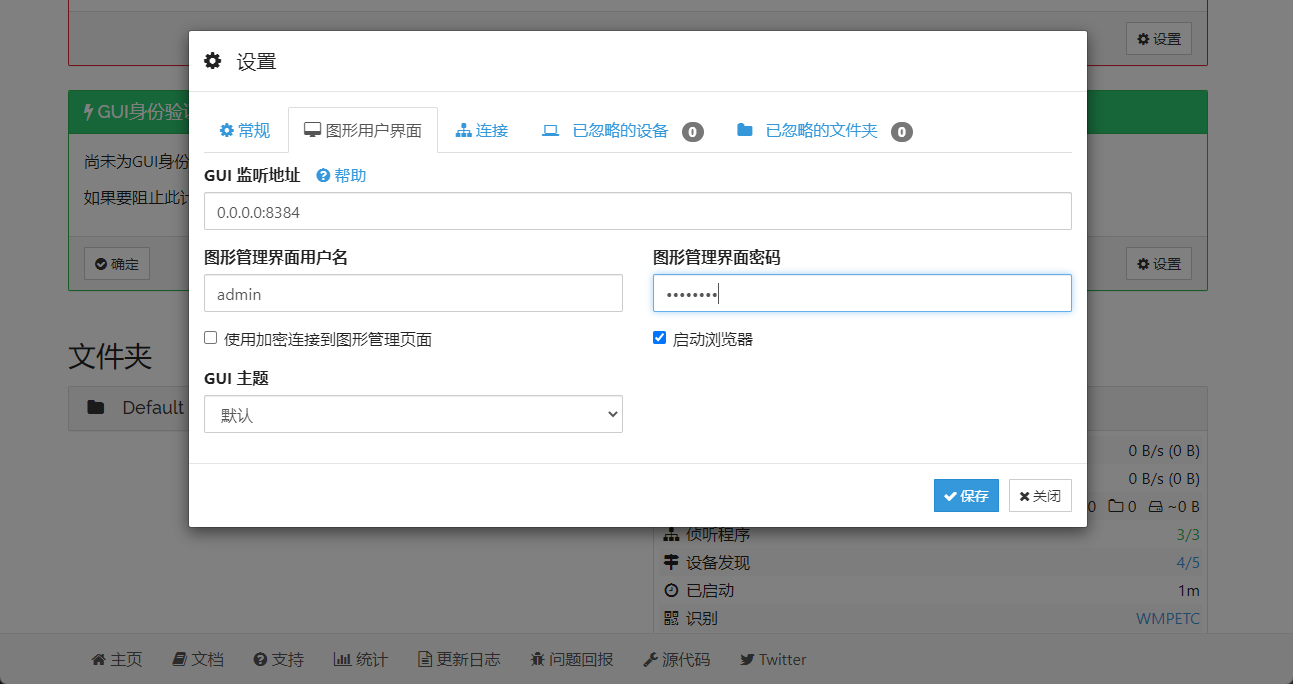 设置
设置
常规
图形用户界面
连接
已忽略的设备 0
已忽略的文件夹 0
GUI 监听地址 帮助
0.0.0.0:8384
图形管理界面用户名
图形管理界面密码
admin
••••••••
使用加密连接到图形管理页面
启动浏览器
GUI 主题
默认
保存
关闭
GUI身份验
尚未为GUI身份
如果要阻止此
确定
设置
文件夹
Default
0 B/s (0 B)
0 B/s (0 B)
0 0 ~0 B
侦听程序 3/3
设备发现 4/5
已启动 1m
识别 WMPETC
主页
文档
支持
统计
更新日志
问题回报
源代码
Twitter